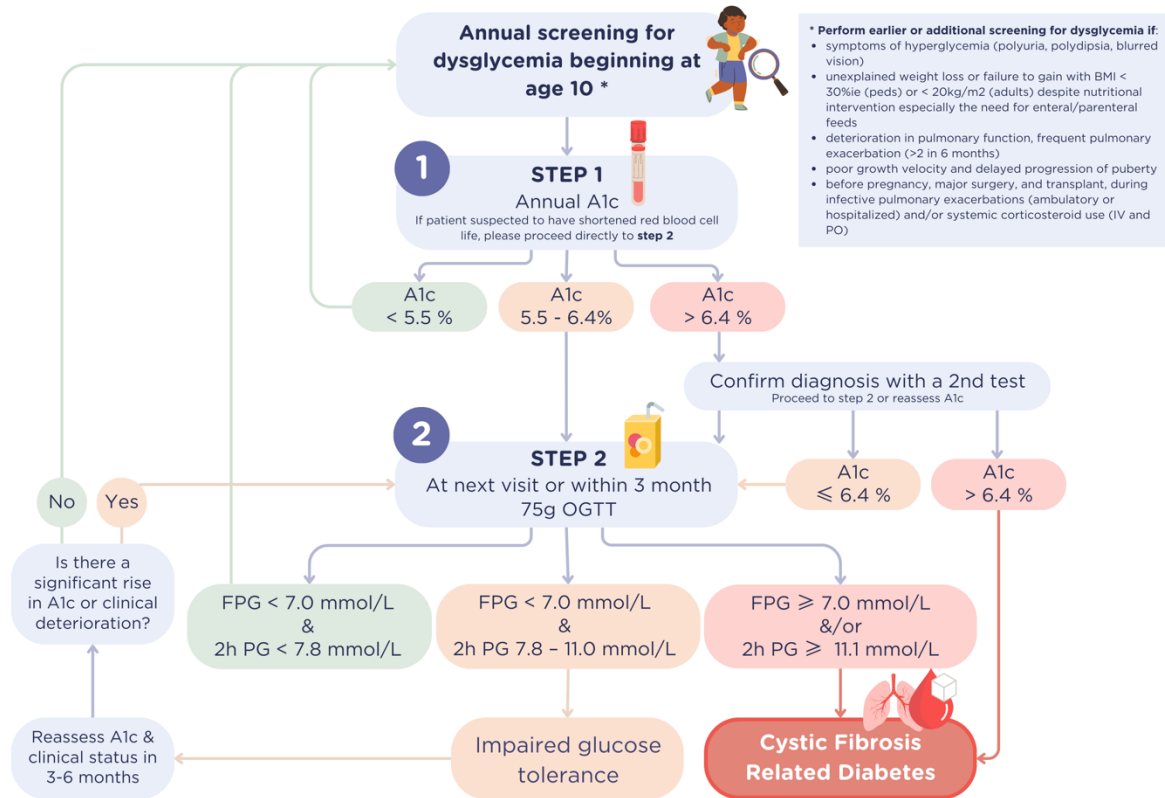 Annual screening for
dysglycemia beginning at
age 10 *
* Perform earlier or additional screening for dysglycemia if:
• symptoms of hyperglycemia (polyuria, polydipsia, blurred
vision)
• unexplained weight loss or failure to gain with BMI <
30%ie (peds) or < 20kg/m2 (adults) despite nutritional
intervention especially the need for enteral/parenteral
feeds
• deterioration in pulmonary function, frequent pulmonary
exacerbation (>2 in 6 months)
• poor growth velocity and delayed progression of puberty
• before pregnancy, major surgery, and transplant, during
infective pulmonary exacerbations (ambulatory or
hospitalized) and/or systemic corticosteroid use (IV and
PO)
1
STEP 1
Annual A1c
If patient suspected to have shortened red blood cell
life, please proceed directly to step 2
A1c
< 5.5 %
A1c
5.5 - 6.4%
A1c
> 6.4 %
Confirm diagnosis with a 2nd test
Proceed to step 2 or reassess A1c
A1c
≤ 6.4 %
A1c
> 6.4 %
2
STEP 2
At next visit or within 3 month
75g OGTT
No
Yes
Is there a
significant rise
in A1c or clinical
deterioration?
FPG < 7.0 mmol/L
&
2h PG < 7.8 mmol/L
FPG < 7.0 mmol/L
&
2h PG 7.8 – 11.0 mmol/L
FPG ≥ 7.0 mmol/L
&/or
2h PG ≥ 11.1 mmol/L
Reassess A1c &
clinical status in
3-6 months
Impaired glucose
tolerance
Cystic Fibrosis
Related Diabetes